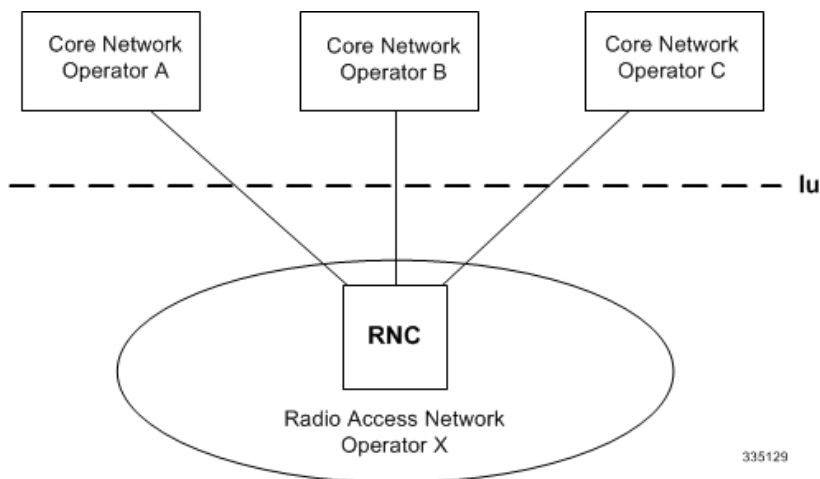 Core Network
Operator A
Core Network
Operator B
Core Network
Operator C
Iu
RNC
Radio Access Network
Operator X
335129